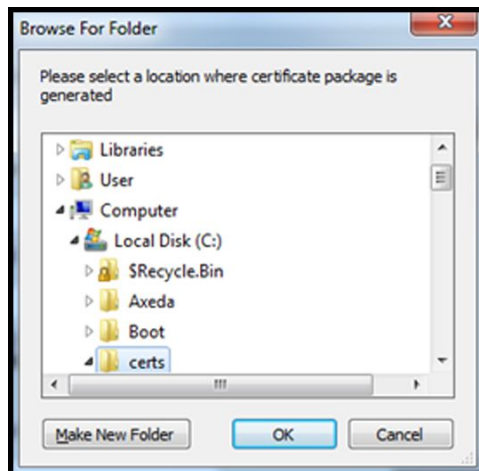 Browse For Folder
Please select a location where certificate package is
generated
Libraries
User
Computer
Local Disk (C:)
$Recycle.Bin
Axeda
Boot
certs
Make New Folder
OK
Cancel